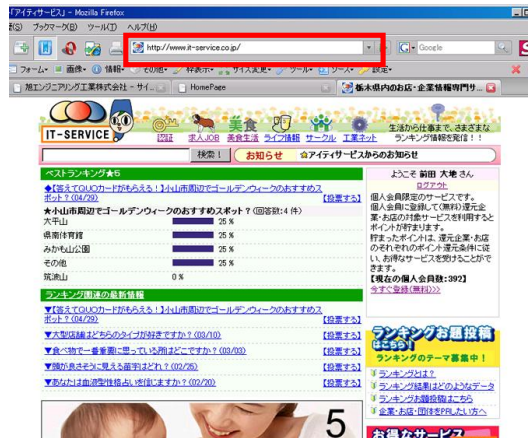 「アイティサービス」 - Mozilla Firefox
(S) ブックマーク(B) ツール(T) ヘルプ(H)
http://www.it-service.co.jp/
Google
フォーム▾ 画像▾ 情報▾ その他▾ 枠表示▾ サイズ変更▾ ツール▾ ソース▾ 設定▾
旭エンジニアリング工業株式会社 - サイ...
HomePage
栃木県内のお店・企業情報専門サ...
IT-SERVICE
認証 求人JOB 美食生活 ライフ情報 サークル 工業ネット
美食
生活から仕事まで、さまざまな
ランキング情報を発信!!
検索!
お知らせ
☆アイティサービスからのお知らせ
ベストランキング★5
◆【答えてQUOカードがもらえる!】小山市周辺でゴールデンウィークのおすすめスポット?(04/29)
【投票する】
★小山市周辺でゴールデンウィークのおすすめスポット?(回答数:4 件)
太平山 25 %
県南体育館 25 %
みかも山公園 25 %
その他 25 %
筑波山 0 %
ランキング関連の最新情報
▼【答えてQUOカードがもらえる!】小山市周辺でゴールデンウィークのおすすめスポット?(04/29)
【投票する】
▼大型店舗はどちらのタイプが好きですか?(03/10) 【投票する】
▼食べ物で一番重要に思っている所はどこですか?(03/03) 【投票する】
▼頭が良さそうに見える苗字はどれ?(02/25) 【投票する】
▼あなたは血液型性格占いを信じますか?(02/20) 【投票する】
5
ようこそ 前田 大地 さん
ログアウト
個人会員限定のサービスです。
個人会員に登録して(無料)還元企業・お店の対象サービスを利用するとポイントが貯まります。
貯まったポイントは、還元企業・お店のそれぞれのポイント還元条件に従い、お得なサービスを受けることができます。
【現在の個人会員数:392】
今すぐ登録(無料)>>
ランキングお題投稿
はこちら!
ランキングのテーマ募集中!
ランキングとは?
ランキング結果はどのようなデータ
ランキングお題投稿はこちら
企業・お店・団体をPRしたい方へ
お得なサービス